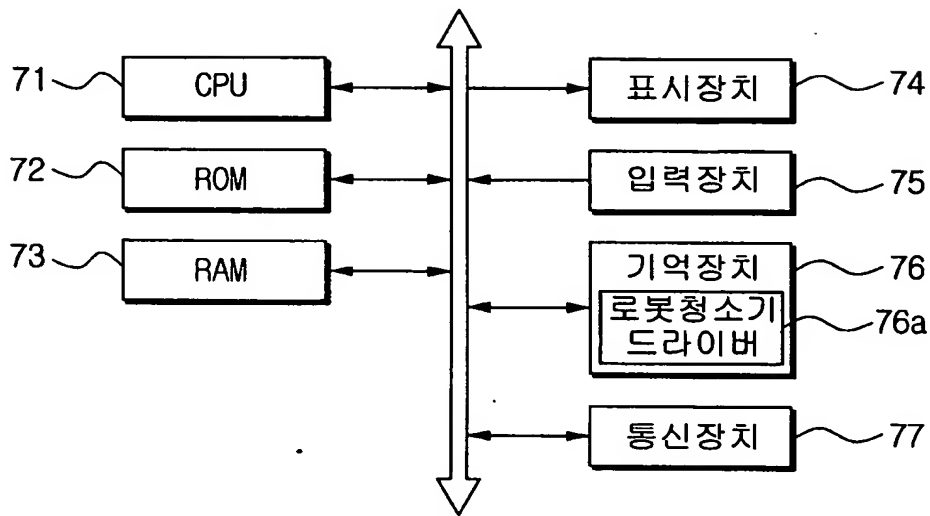 71
CPU
72
ROM
73
RAM
표시장치
74
입력장치
75
기억장치
76
로봇청소기
드라이버
76a
통신장치
77